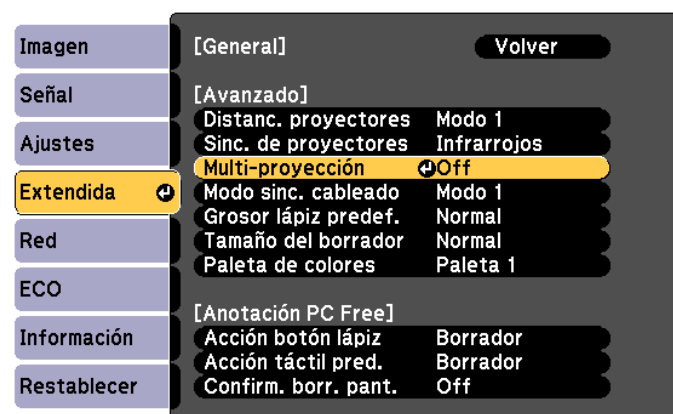 Imagen
Señal
Ajustes
Extendida
Red
ECO
Información
Restablecer
[General] Volver
[Avanzado]
Distanc. proyectores Modo 1
Sinc. de proyectores Infrarrojos
Multi-proyección Off
Modo sinc. cableado Modo 1
Grosor lápiz predef. Normal
Tamaño del borrador Normal
Paleta de colores Paleta 1
[Anotación PC Free]
Acción botón lápiz Borrador
Acción táctil pred. Borrador
Confirm. borr. pant. Off